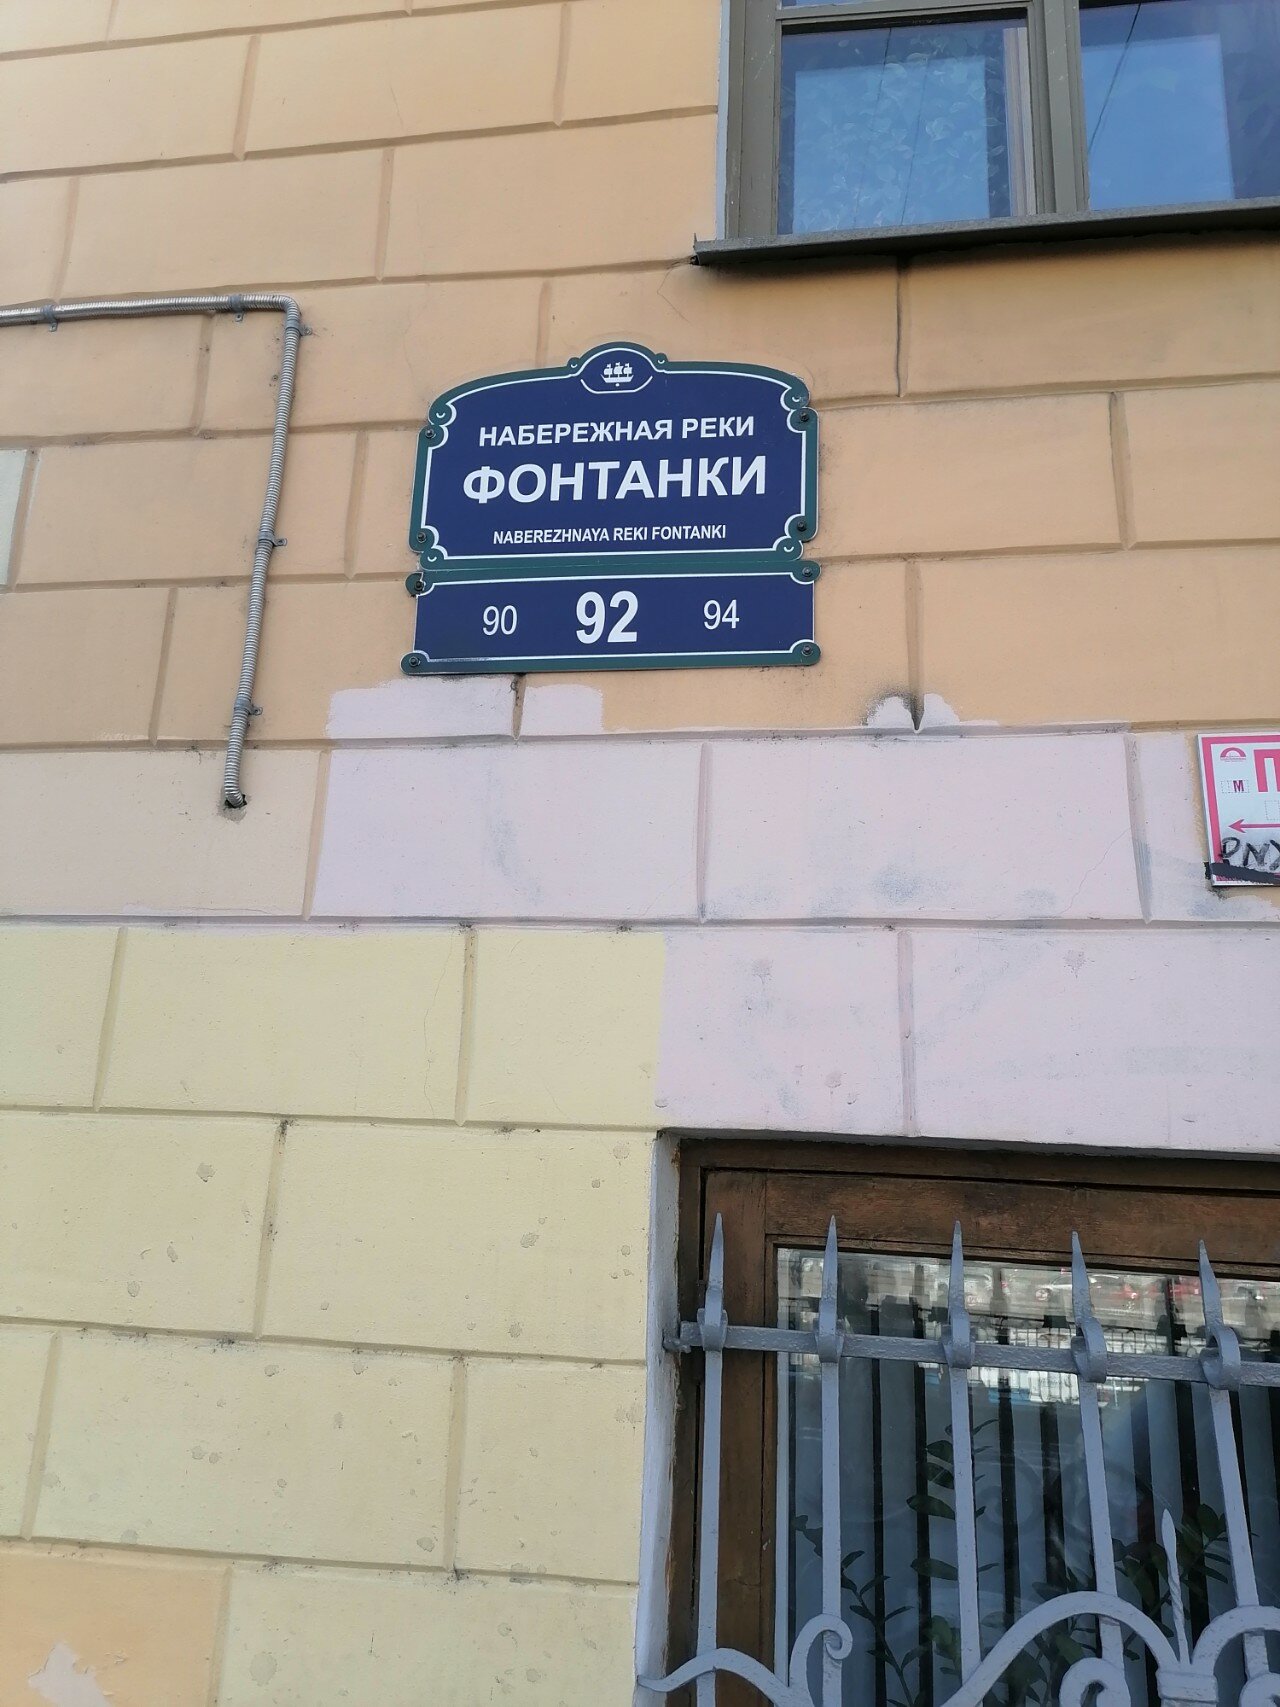 НАБЕРЕЖНАЯ РЕКИ
ФОНТАНКИ
NABEREZHNAYA REKI FONTANKI
90 92 94
М